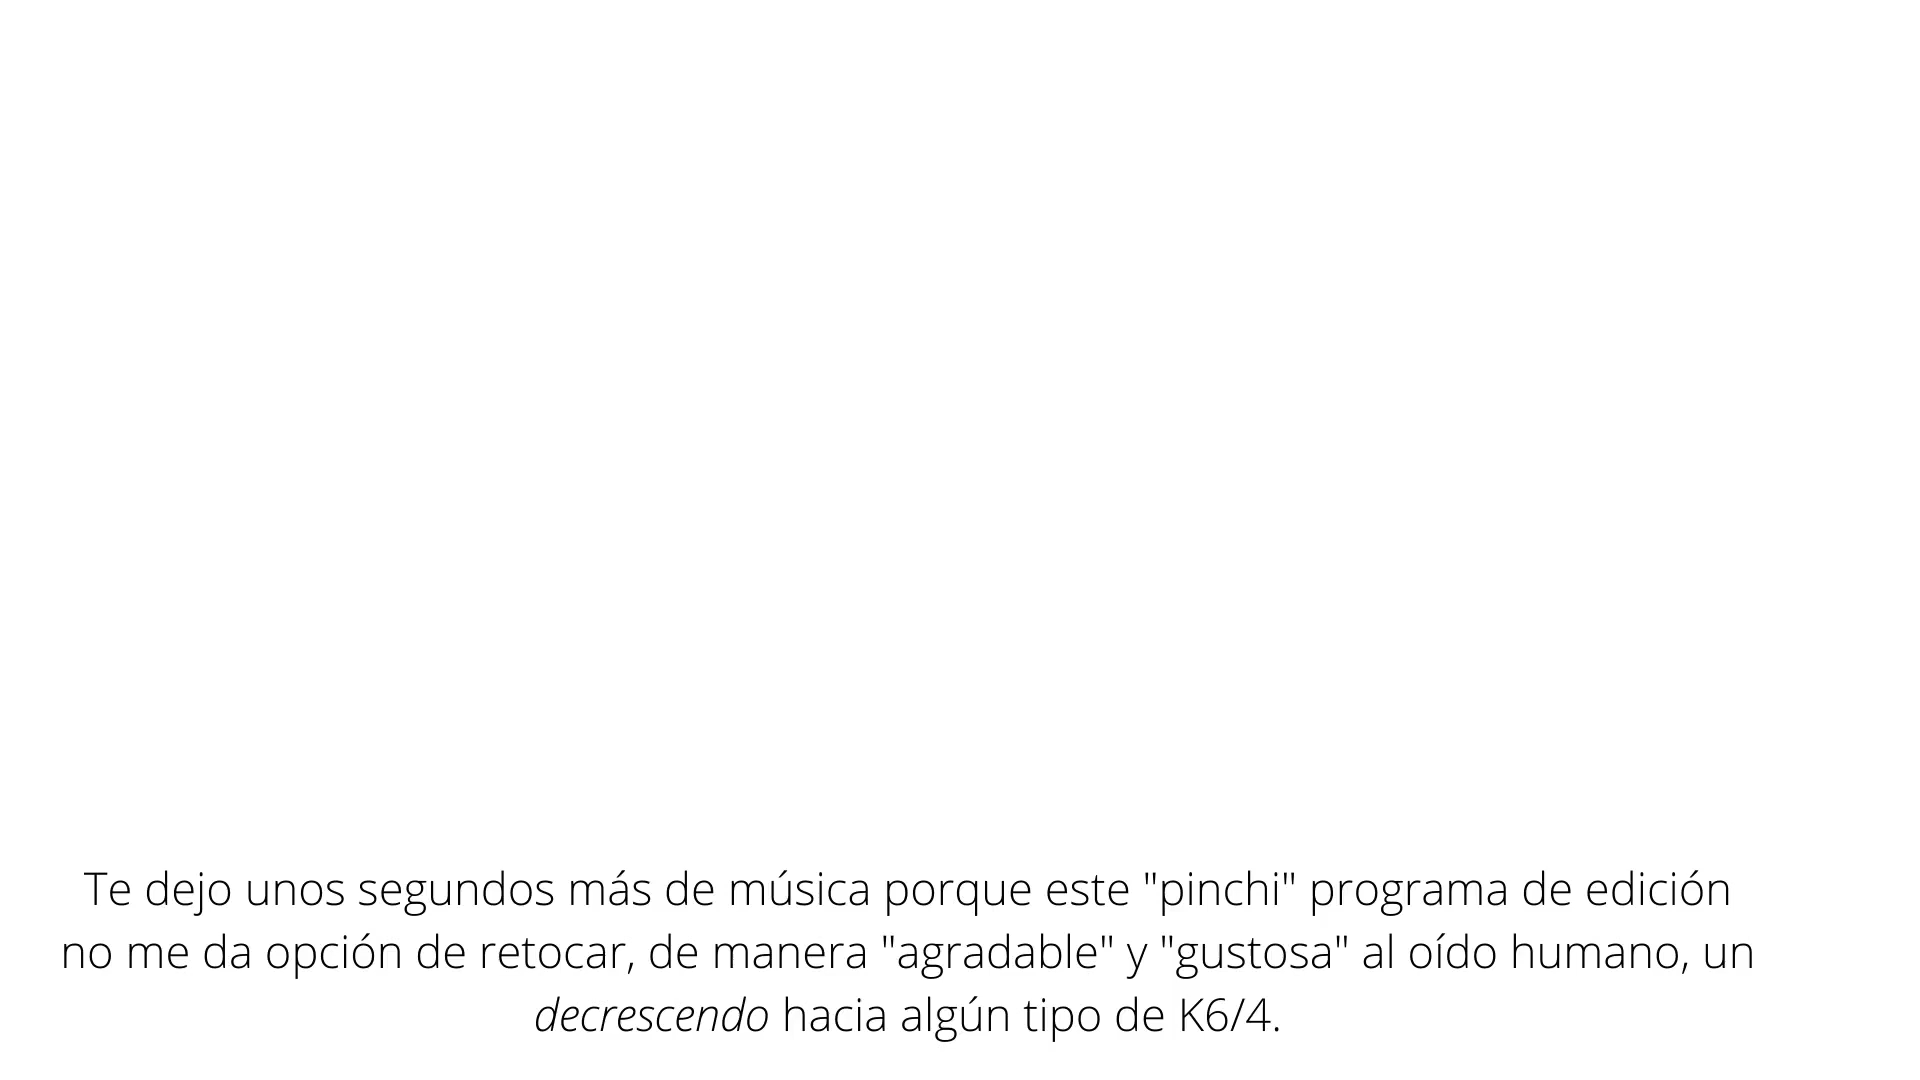 Te dejo unos segundos más de música porque este "pinchi" programa de edición
no me da opción de retocar, de manera "agradable" y "gustosa" al oído humano, un
decrescendo hacia algún tipo de K6/4.